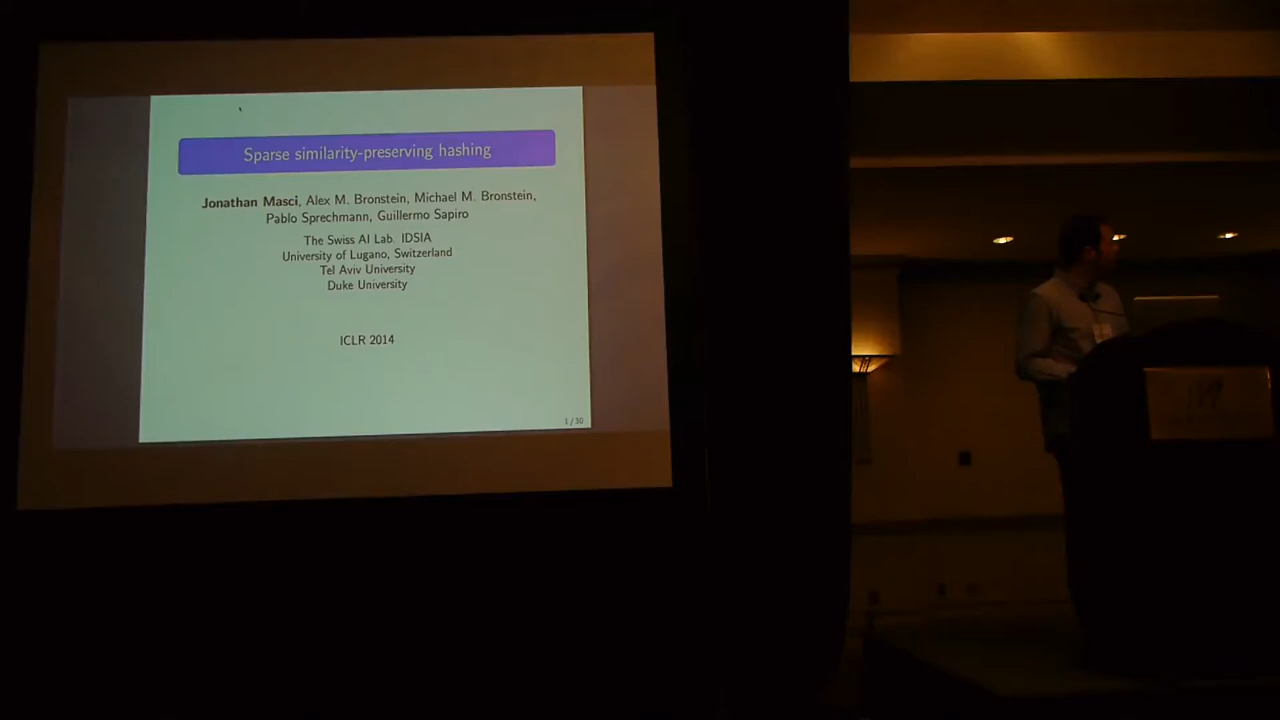 Sparse similarity-preserving hashing
Jonathan Masci, Alex M. Bronstein, Michael M. Bronstein,
Pablo Sprechmann, Guillermo Sapiro
The Swiss AI Lab. IDSIA
University of Lugano, Switzerland
Tel Aviv University
Duke University
ICLR 2014
1 / 30